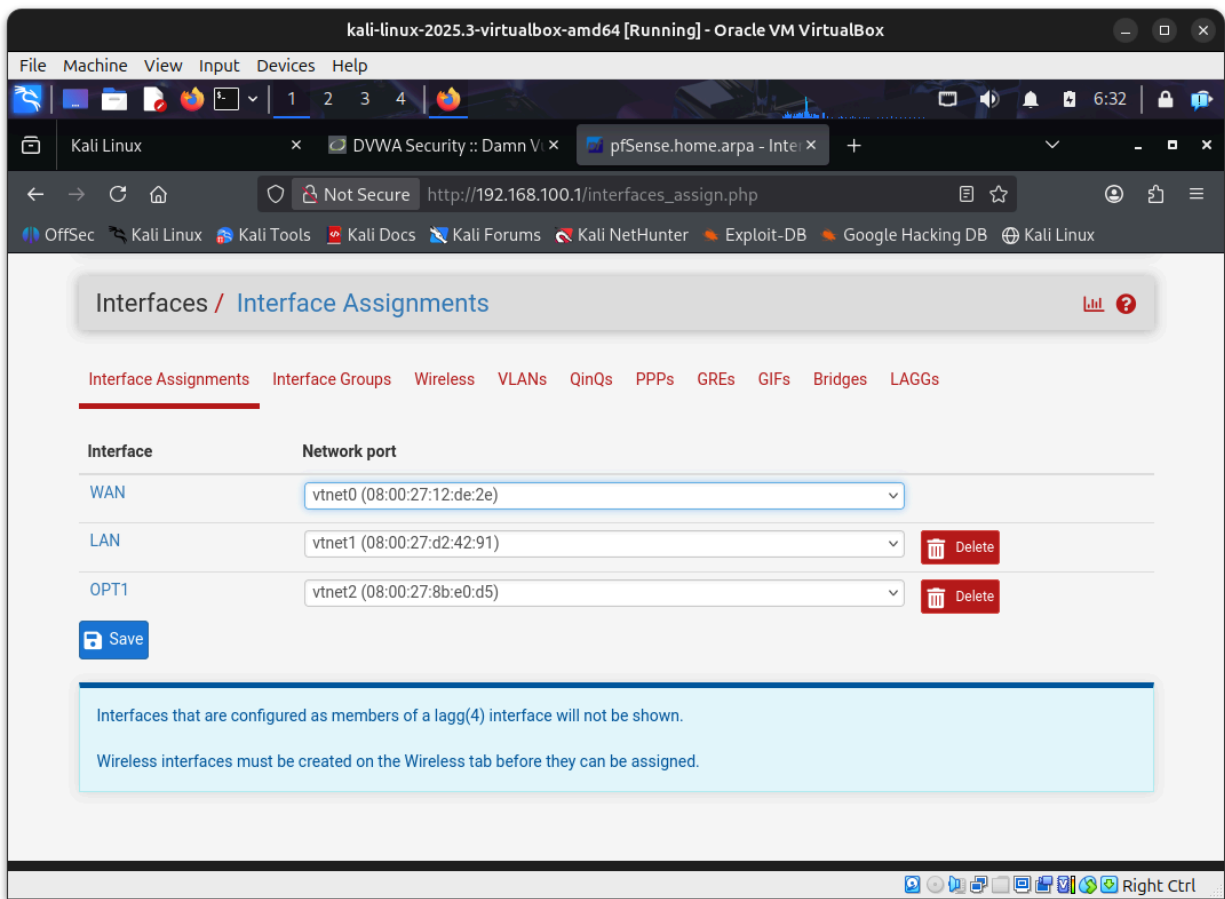 kali-linux-2025.3-virtualbox-amd64 [Running] - Oracle VM VirtualBox
File Machine View Input Devices Help
1 2 3 4 6:32
Kali Linux DVWA Security :: Damn Vu pfSense.home.arpa - Inter
Not Secure http://192.168.100.1/interfaces_assign.php
OffSec Kali Linux Kali Tools Kali Docs Kali Forums Kali NetHunter Exploit-DB Google Hacking DB Kali Linux
Interfaces / Interface Assignments
Interface Assignments Interface Groups Wireless VLANs QinQs PPPs GREs GIFs Bridges LAGGs
Interface Network port
WAN vtnet0 (08:00:27:12:de:2e)
LAN vtnet1 (08:00:27:d2:42:91) Delete
OPT1 vtnet2 (08:00:27:8b:e0:d5) Delete
Save
Interfaces that are configured as members of a lagg(4) interface will not be shown.
Wireless interfaces must be created on the Wireless tab before they can be assigned.
Right Ctrl